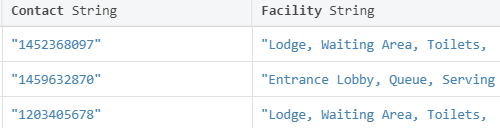 Contact String Facility String
"1452368097" "Lodge, Waiting Area, Toilets,
"1459632870" "Entrance Lobby, Queue, Serving
"1203405678" "Lodge, Waiting Area, Toilets,